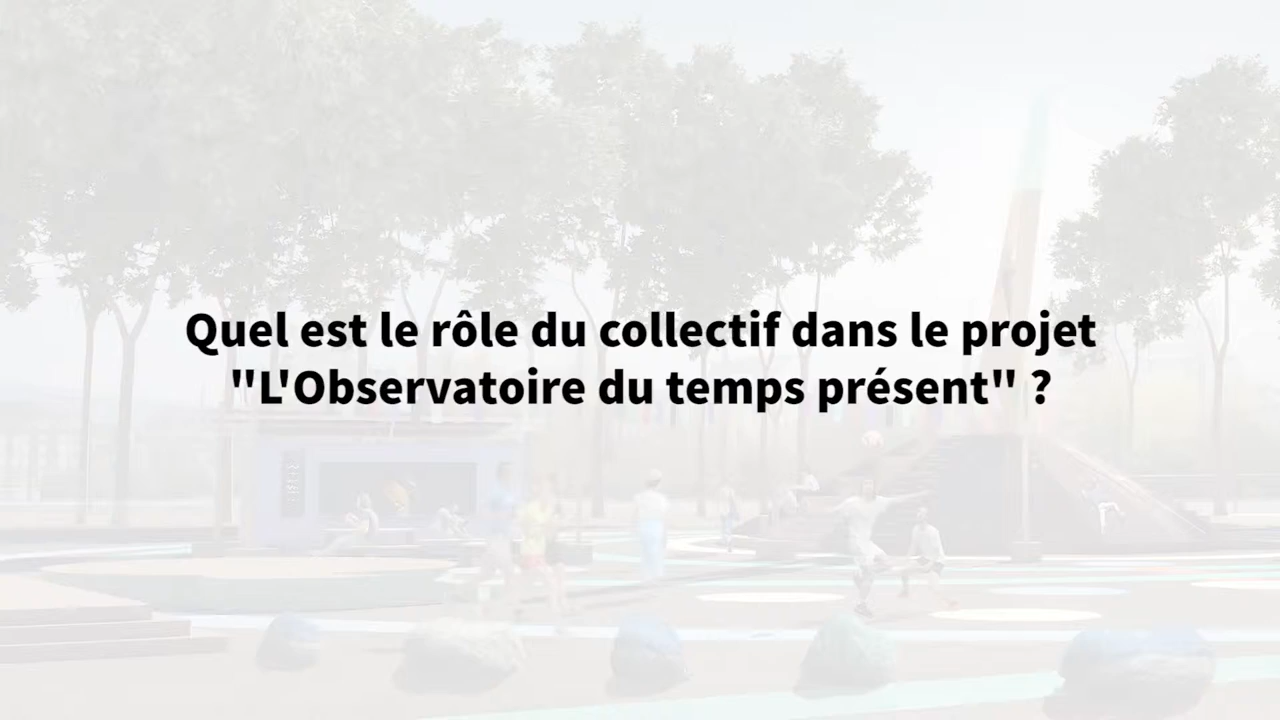 Quel est le rôle du collectif dans le projet
"L'Observatoire du temps présent" ?